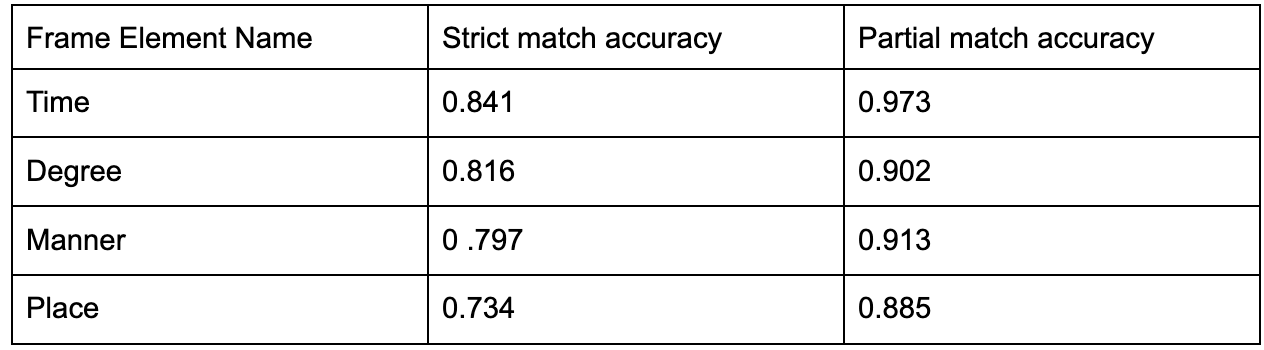 Frame Element Name Strict match accuracy Partial match accuracy
Time 0.841 0.973
Degree 0.816 0.902
Manner 0 .797 0.913
Place 0.734 0.885